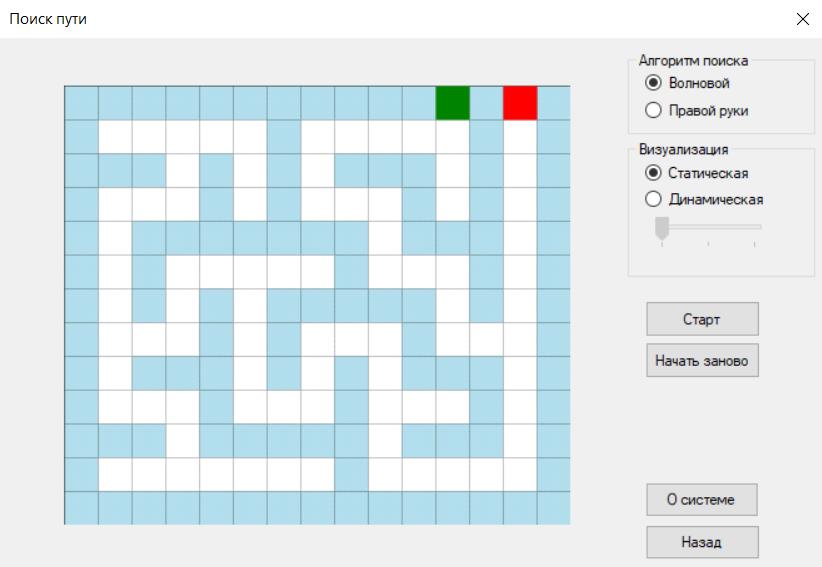 Поиск пути
Алгоритм поиска
Волновой
Правой руки
Визуализация
Статическая
Динамическая
Старт
Начать заново
О системе
Назад